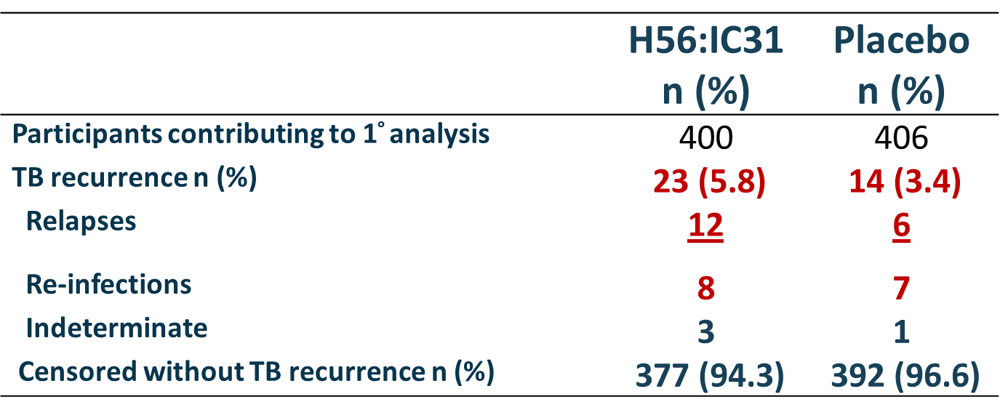 H56:IC31 Placebo
n (%) n (%)
Participants contributing to 1° analysis 400 406
TB recurrence n (%) 23 (5.8) 14 (3.4)
Relapses 12 6
Re-infections 8 7
Indeterminate 3 1
Censored without TB recurrence n (%) 377 (94.3) 392 (96.6)